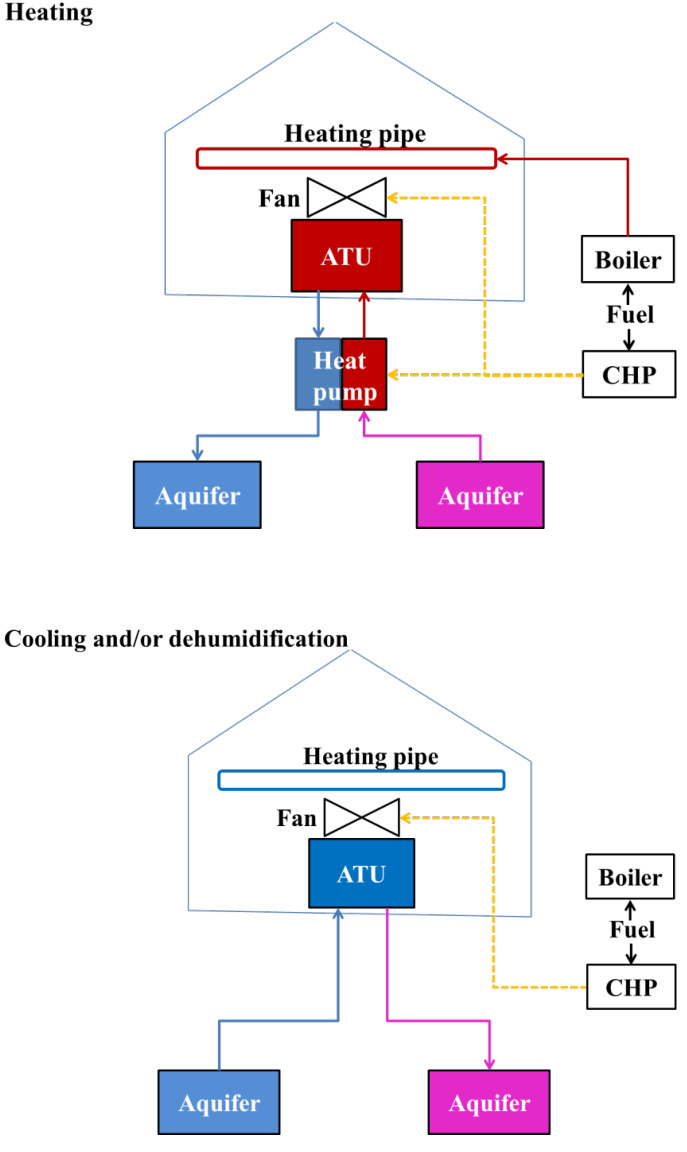 Heating
Heating pipe
Fan
ATU
Boiler
Fuel
Heat
pump
CHP
Aquifer
Aquifer
Cooling and/or dehumidification
Heating pipe
Fan
ATU
Boiler
Fuel
CHP
Aquifer
Aquifer